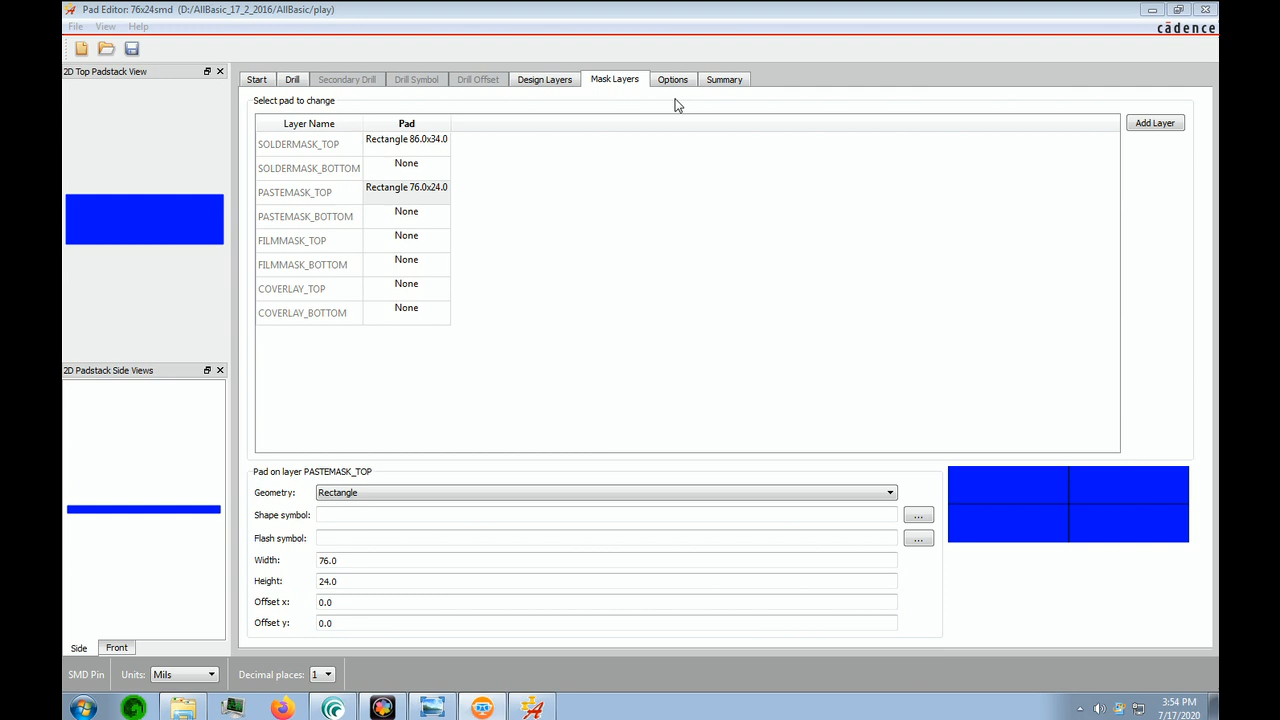 Pad Editor: 76x24smd (D:/AllBasic_17_2_2016/AllBasic/play)
File View Help
cādence
2D Top Padstack View
Start Drill Secondary Drill Drill Symbol Drill Offset Design Layers Mask Layers Options Summary
Select pad to change
Layer Name Pad
Add Layer
SOLDERMASK_TOP Rectangle 86.0x34.0
SOLDERMASK_BOTTOM None
PASTEMASK_TOP Rectangle 76.0x24.0
PASTEMASK_BOTTOM None
FILMMASK_TOP None
FILMMASK_BOTTOM None
COVERLAY_TOP None
COVERLAY_BOTTOM None
2D Padstack Side Views
Pad on layer PASTEMASK_TOP
Geometry: Rectangle
Shape symbol: ...
Flash symbol: ...
Width: 76.0
Height: 24.0
Offset x: 0.0
Offset y: 0.0
Side Front
SMD Pin Units: Mils Decimal places: 1
3:54 PM
7/17/2020